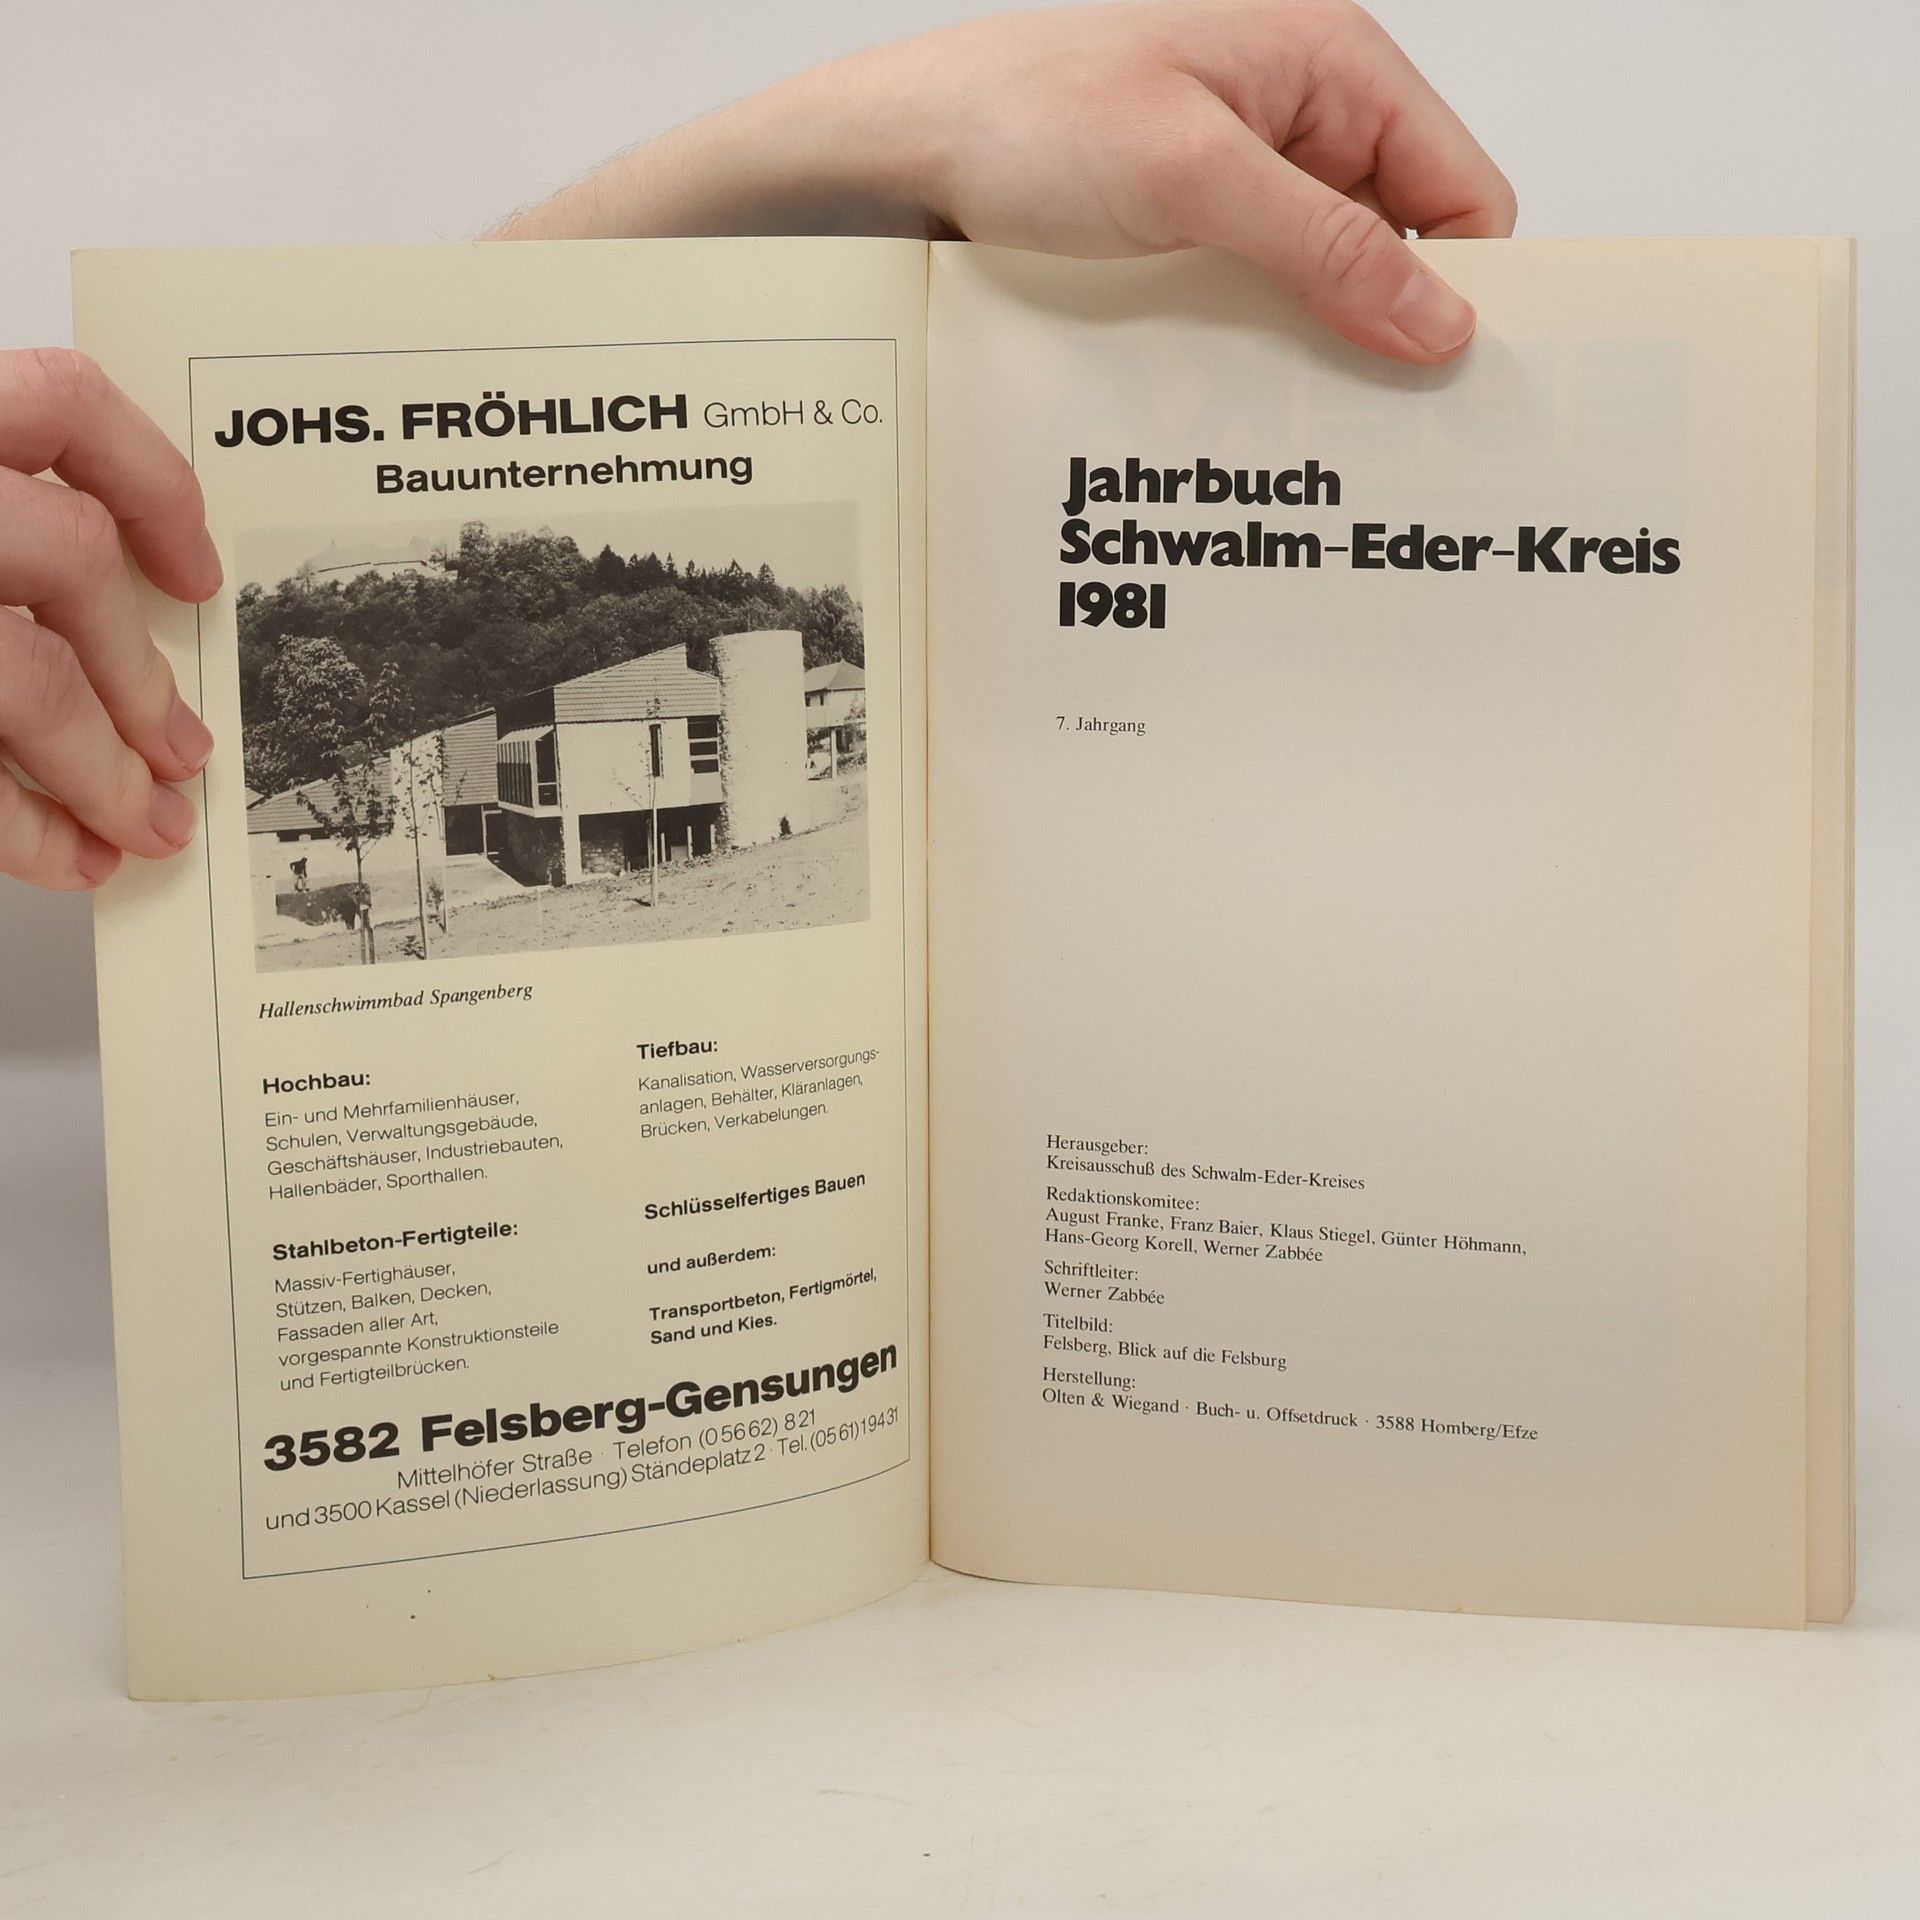 JOHS. FRÖHLICH GmbH & Co.
Bauunternehmung
Hallenschwimmbad Spangenberg
Hochbau:
Ein- und Mehrfamilienhäuser,
Schulen, Verwaltungsgebäude,
Geschäftshäuser, Industriebauten,
Hallenbäder, Sporthallen.
Stahlbeton-Fertigteile:
Massiv-Fertighäuser,
Stützen, Balken, Decken,
Fassaden aller Art,
vorgespannte Konstruktionsteile
und Fertigteilbrücken.
Tiefbau:
Kanalisation, Wasserversorgungs-
anlagen, Behälter, Kläranlagen,
Brücken, Verkabelungen.
Schlüsselfertiges Bauen
und außerdem:
Transportbeton, Fertigmörtel,
Sand und Kies.
3582 Felsberg-Gensungen
Mittelhöfer Straße · Telefon (05662) 821
und 3500 Kassel (Niederlassung) Ständeplatz 2 · Tel. (0561) 19431
Jahrbuch
Schwalm-Eder-Kreis
1981
7. Jahrgang
Herausgeber:
Kreisausschuß des Schwalm-Eder-Kreises
Redaktionskomitee:
August Franke, Franz Baier, Klaus Stiegel, Günter Höhmann,
Hans-Georg Korell, Werner Zabbée
Schriftleiter:
Werner Zabbée
Titelbild:
Felsberg, Blick auf die Felsburg
Herstellung:
Olten & Wiegand · Buch- u. Offsetdruck · 3588 Homberg/Efze